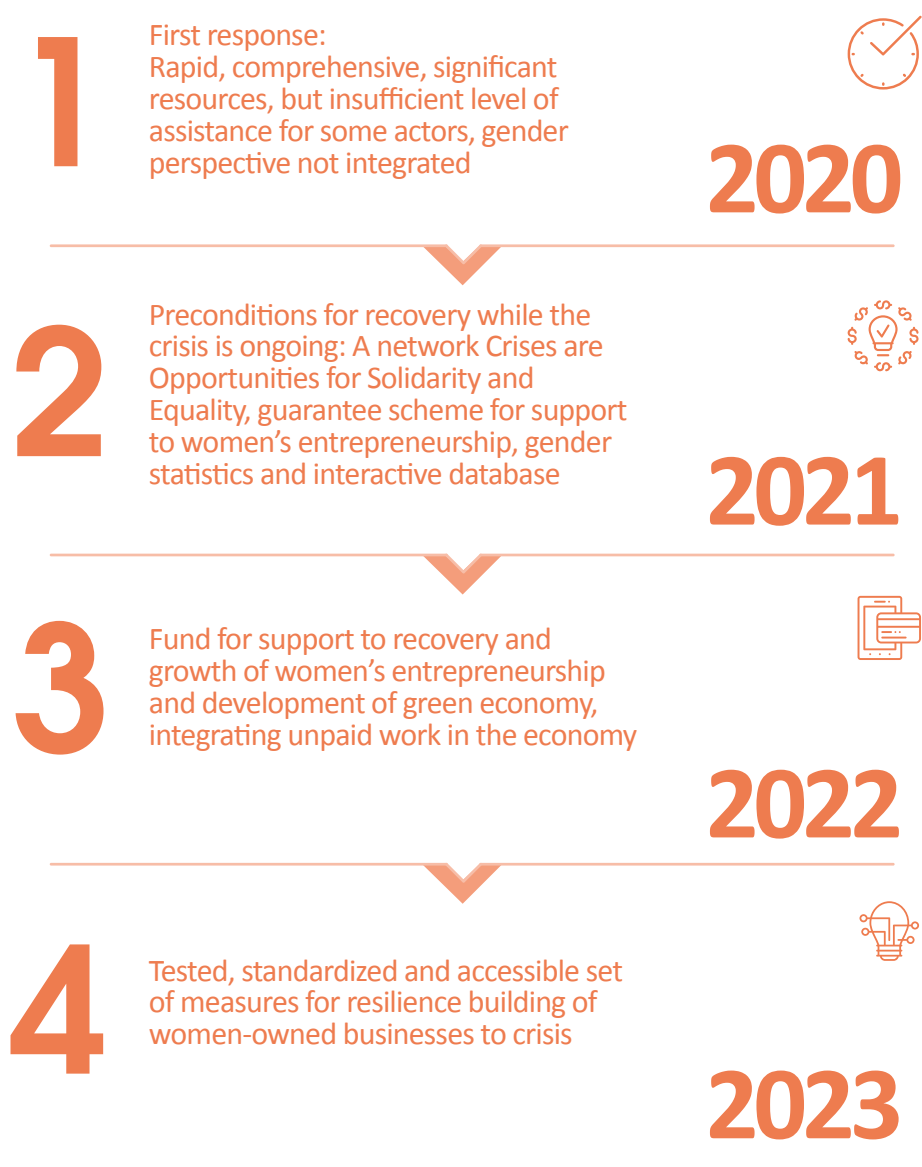 1
First response:
Rapid, comprehensive, significant
resources, but insufficient level of
assistance for some actors, gender
perspective not integrated
2020
2
Preconditions for recovery while the
crisis is ongoing: A network Crises are
Opportunities for Solidarity and
Equality, guarantee scheme for support
to women's entrepreneurship, gender
statistics and interactive database
$ $ $ $ $ $ $ $
2021
3
Fund for support to recovery and
growth of women's entrepreneurship
and development of green economy,
integrating unpaid work in the economy
2022
4
Tested, standardized and accessible set
of measures for resilience building of
women-owned businesses to crisis
2023